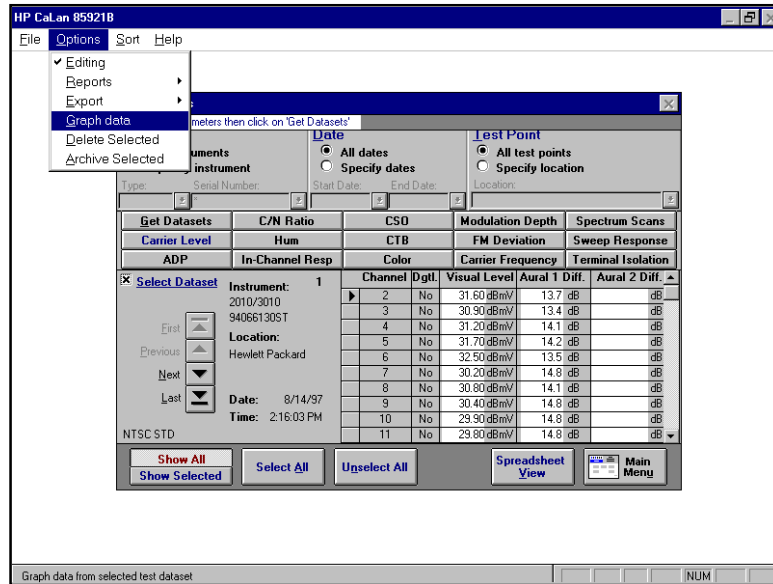 HP CaLan 85921B
File Options Sort Help
Editing
Reports
Export
Graph data
Delete Selected
Archive Selected
meters then click on 'Get Datasets'
Date
Test Point
All dates
All test points
Specify dates
Specify location
Type: Serial Number: Start Date: End Date: Location:
*
Get Datasets C/N Ratio CSO Modulation Depth Spectrum Scans
Carrier Level Hum CTB FM Deviation Sweep Response
ADP In-Channel Resp Color Carrier Frequency Terminal Isolation
Select Dataset
Instrument: 1
2010/3010
94066130ST
Location:
Hewlett Packard
First
Previous
Next
Last
Date: 8/14/97
Time: 2:16:03 PM
NTSC STD
Channel Dgtl. Visual Level Aural 1 Diff. Aural 2 Diff.
2 No 31.60 dBmV 13.7 dB dB
3 No 30.90 dBmV 13.4 dB dB
4 No 31.20 dBmV 14.1 dB dB
5 No 31.70 dBmV 14.2 dB dB
6 No 32.50 dBmV 13.5 dB dB
7 No 30.20 dBmV 14.8 dB dB
8 No 30.80 dBmV 14.1 dB dB
9 No 30.40 dBmV 14.8 dB dB
10 No 29.90 dBmV 14.8 dB dB
11 No 29.80 dBmV 14.8 dB dB
Show All
Show Selected
Select All
Unselect All
Spreadsheet View
Main Menu
Graph data from selected test dataset
NUM